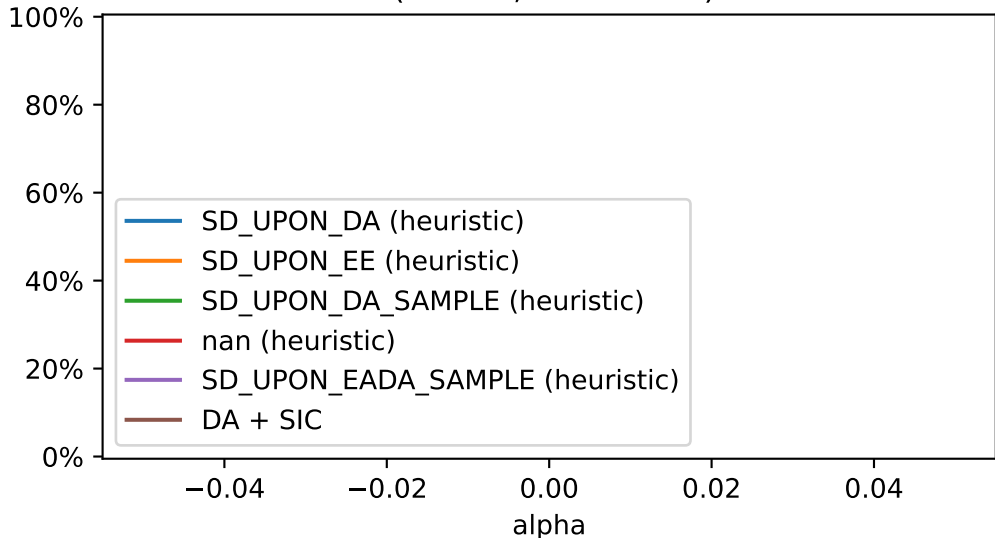 100%
80%
60%
40%
20%
0%
SD_UPON_DA (heuristic)
SD_UPON_EE (heuristic)
SD_UPON_DA_SAMPLE (heuristic)
nan (heuristic)
SD_UPON_EADA_SAMPLE (heuristic)
DA + SIC
−0.04 −0.02 0.00 0.02 0.04
alpha